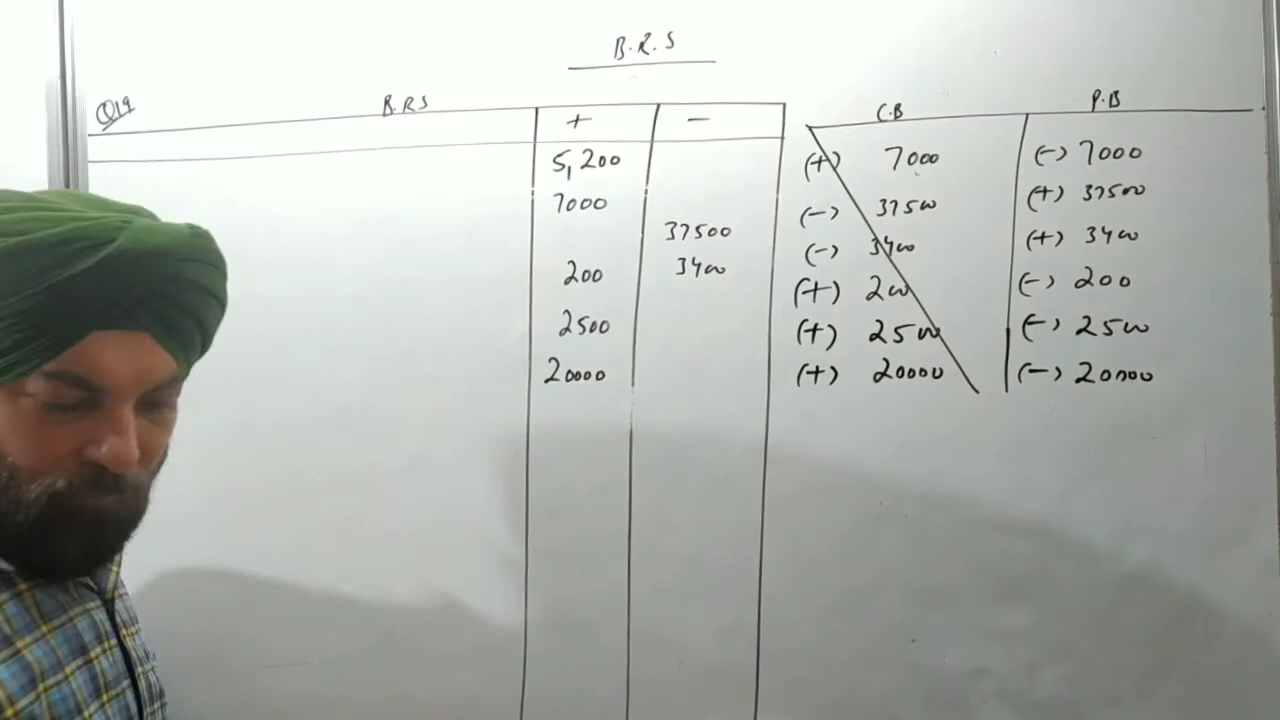 B.R.S
Q19 B.R.S + - C.B P.B
5,200 (+) 7000 (-) 7000
7000 (-) 37500 (+) 37500
37500 (-) 3400 (+) 3400
200 3400 (+) 200 (-) 200
2500 (+) 2500 (-) 2500
20000 (+) 20000 (-) 20000